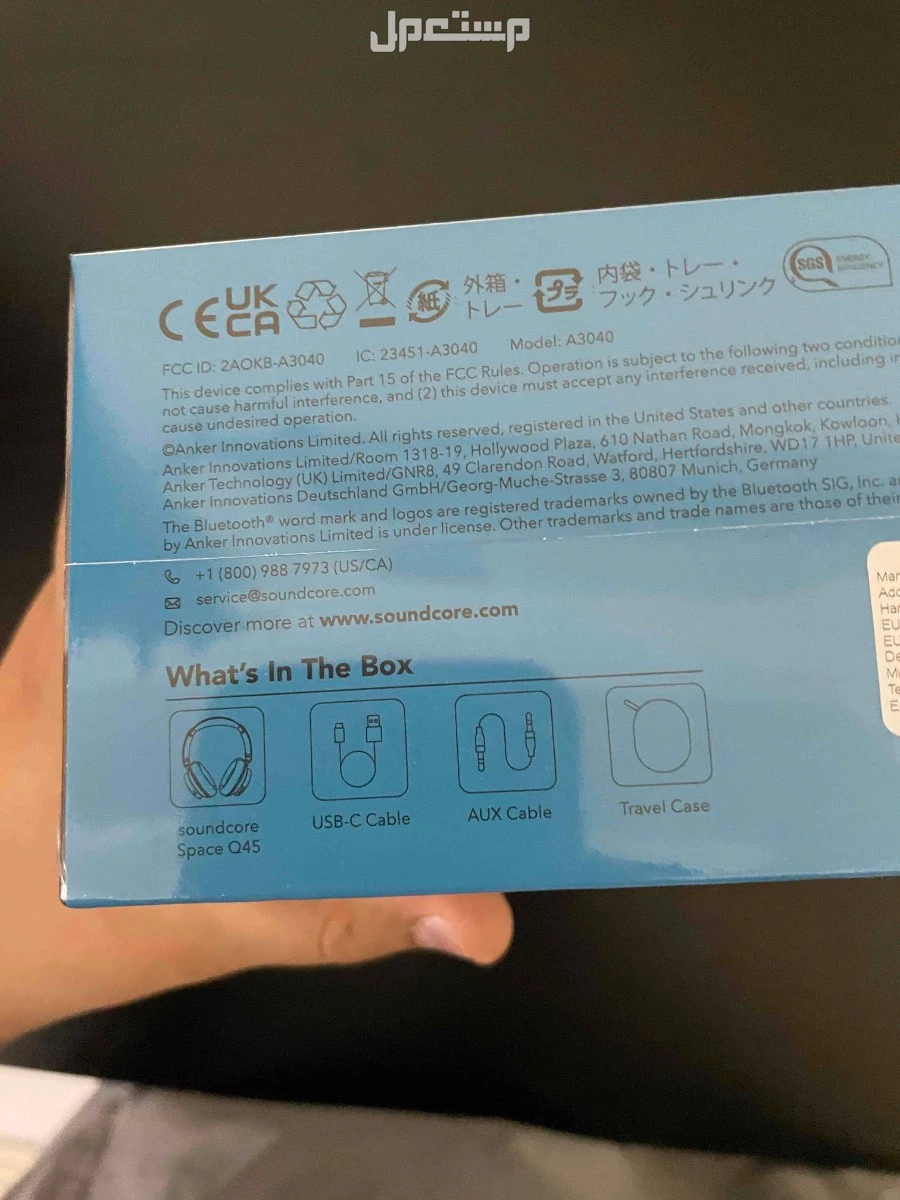 مستعمل
CE UK CA
紙 外箱・トレー
プラ 内袋・トレー・フック・シュリンク
SGS ENERGY EFFICIENCY
FCC ID: 2AOKB-A3040 IC: 23451-A3040 Model: A3040
This device complies with Part 15 of the FCC Rules. Operation is subject to the following two
not cause harmful interference, and (2) this device must accept any interference received, including
cause undesired operation.
©Anker Innovations Limited. All rights reserved, registered in the United States and other countries.
Anker Innovations Limited/Room 1318-19, Hollywood Plaza, 610 Nathan Road, Mongkok, Kowloon,
Anker Technology (UK) Limited/GNR8, 49 Clarendon Road, Watford, Hertfordshire, WD17 1HP,
Anker Innovations Deutschland GmbH/Georg-Muche-Strasse 3, 80807 Munich, Germany
The Bluetooth® word mark and logos are registered trademarks owned by the Bluetooth SIG, Inc.
by Anker Innovations Limited is under license. Other trademarks and trade names are those of their
+1 (800) 988 7973 (US/CA)
service@soundcore.com
Discover more at www.soundcore.com
What's In The Box
soundcore
Space Q45
USB-C Cable
AUX Cable
Travel Case